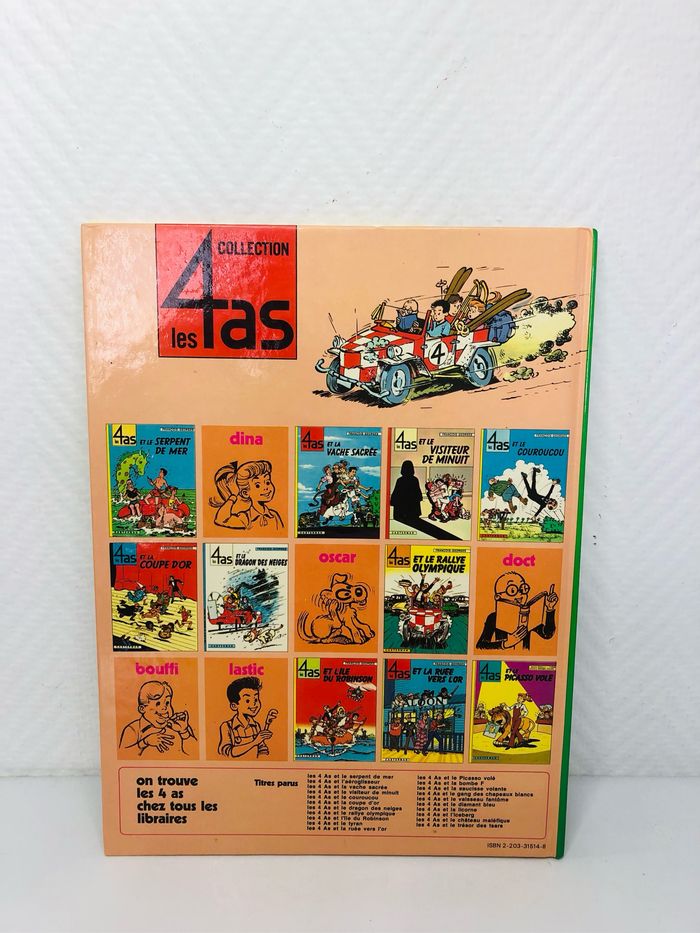 COLLECTION
les 4as
4
4 as ET LE SERPENT DE MER
FRANÇOIS GEORGES
dina
4 as ET LA VACHE SACRÉE
CASTERMAN
4 as ET LE VISITEUR DE MINUIT
FRANÇOIS GEORGES
4 as ET LE COUROUCOU
4 as ET LA COUPE D'OR
4 as ET LE DRAGON DES NEIGES
oscar
4 as ET LE RALLYE OLYMPIQUE
doct
bouffi
lastic
4 as ET L'ILE DU ROBINSON
4 as ET LA RUÉE VERS L'OR
SALOON
4 as ET LE PICASSO VOLÉ
on trouve
les 4 as
chez tous les
libraires
Titres parus
les 4 As et le serpent de mer
les 4 As et l'aéroglisseur
les 4 As et la vache sacrée
les 4 As et le visiteur de minuit
les 4 As et le couroucou
les 4 As et la coupe d'or
les 4 As et le dragon des neiges
les 4 As et le rallye olympique
les 4 As et l'île du Robinson
les 4 As et le tyran
les 4 As et la ruée vers l'or
les 4 As et le Picasso volé
les 4 As et la bombe F
les 4 As et la saucisse volante
les 4 As et le gang des chapeaux blancs
les 4 As et le vaisseau fantôme
les 4 As et le diamant bleu
les 4 As et la licorne
les 4 As et l'iceberg
les 4 As et le château maléfique
les 4 As et le trésor des tsars
ISBN 2-203-31514-8